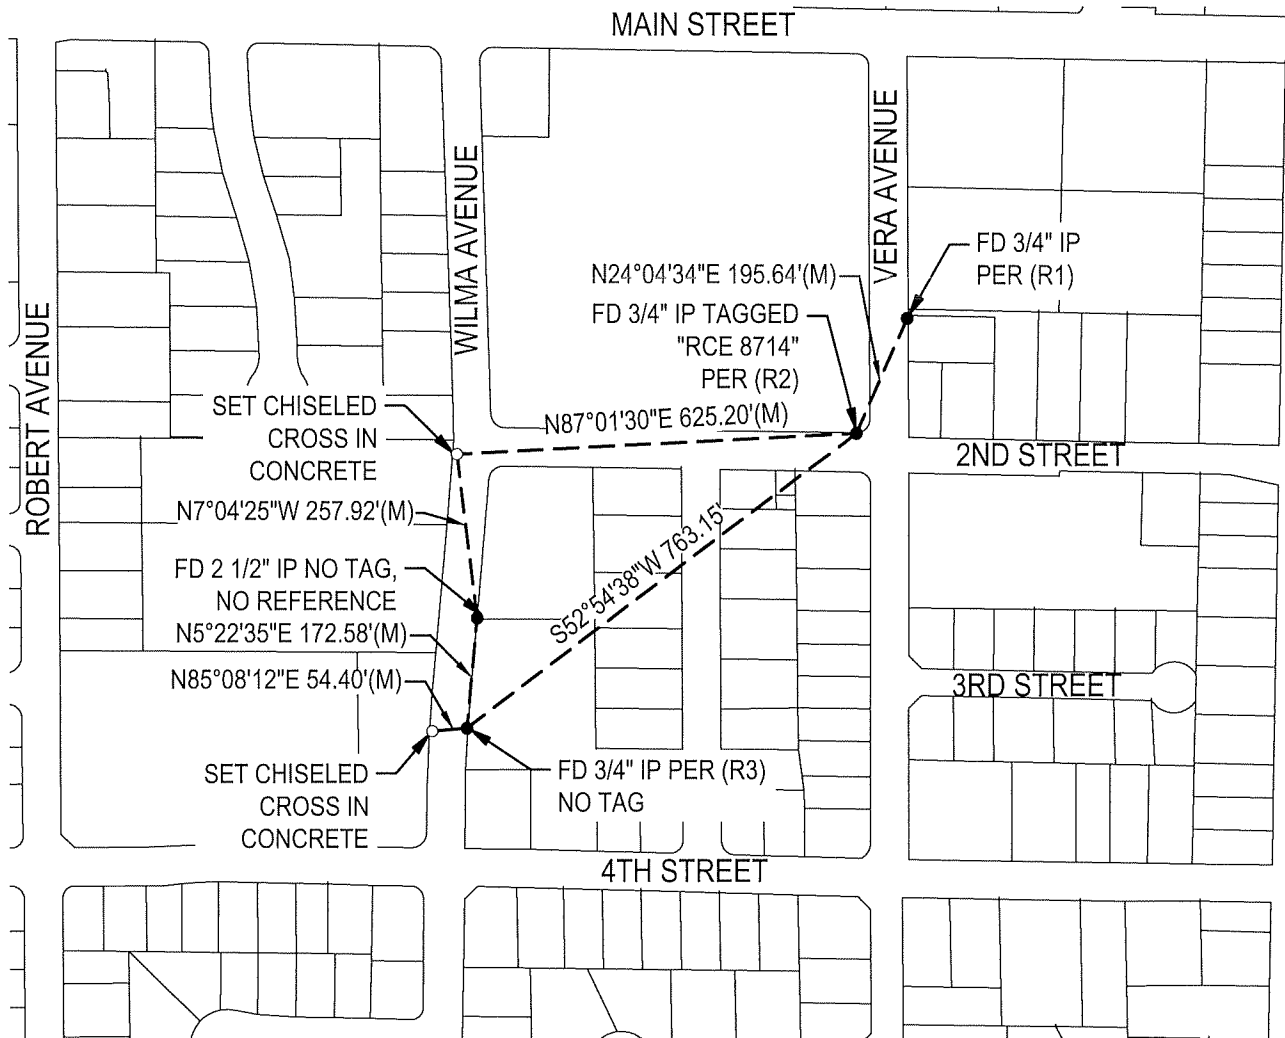 MAIN STREET
VERA AVENUE
WILMA AVENUE
FD 3/4" IP
PER (R1)
N24°04'34"E 195.64'(M)
FD 3/4" IP TAGGED
"RCE 8714"
PER (R2)
ROBERT AVENUE
SET CHISELED
CROSS IN
CONCRETE
N87°01'30"E 625.20'(M)
2ND STREET
N7°04'25"W 257.92'(M)
S52°54'38"W 763.15'
FD 2 1/2" IP NO TAG,
NO REFERENCE
N5°22'35"E 172.58'(M)
N85°08'12"E 54.40'(M)
3RD STREET
SET CHISELED
CROSS IN
CONCRETE
FD 3/4" IP PER (R3)
NO TAG
4TH STREET